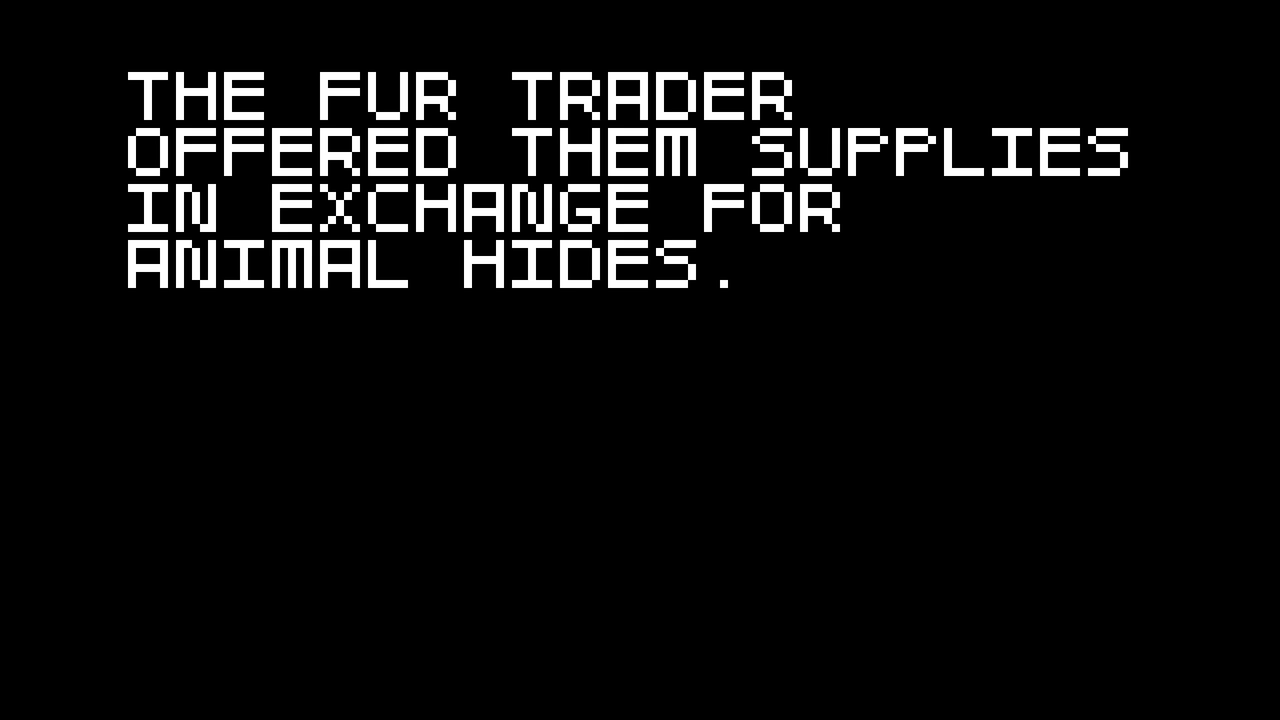 THE FUR TRADER
OFFERED THEM SUPPLIES
IN EXCHANGE FOR
ANIMAL HIDES.